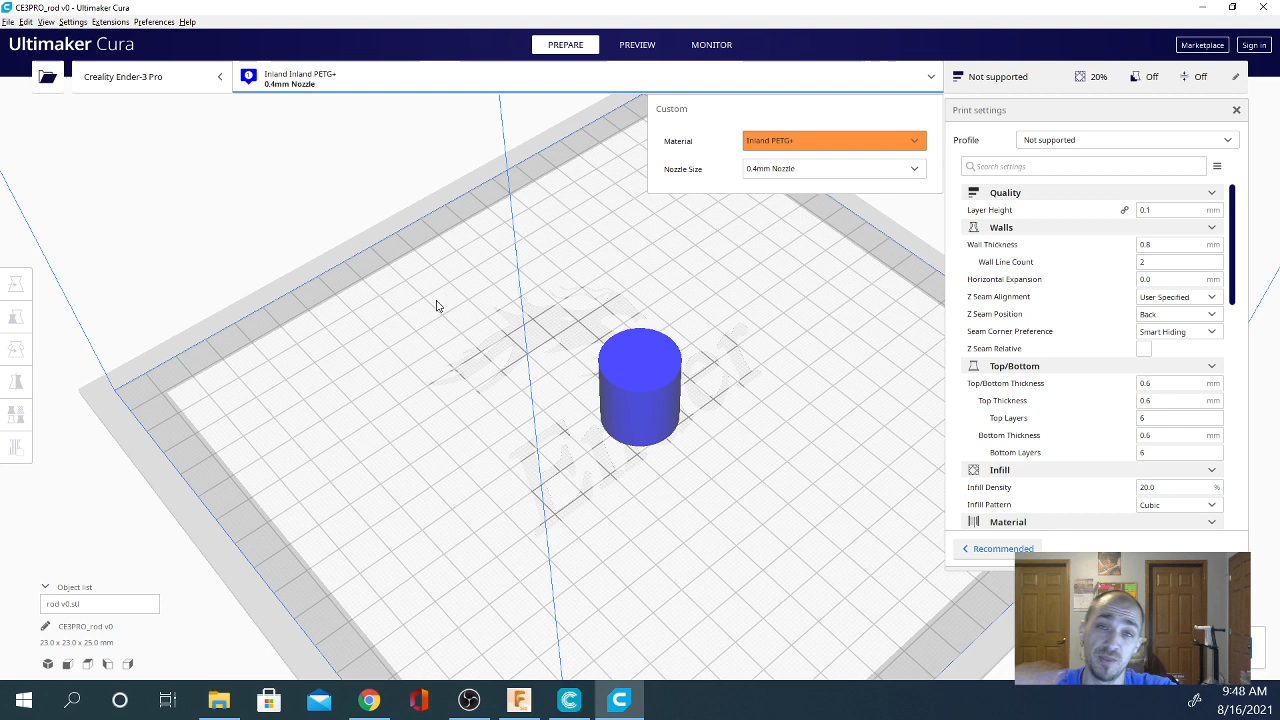 CE3PRO_rod v0 - Ultimaker Cura
File Edit View Settings Extensions Preferences Help
Ultimaker Cura
PREPARE
PREVIEW
MONITOR
Marketplace
Sign in
Creality Ender-3 Pro
1
Inland Inland PETG+
0.4mm Nozzle
Not supported
20%
Off
Off
Custom
Material
Inland PETG+
Nozzle Size
0.4mm Nozzle
Print settings
Profile
Not supported
Search settings
Quality
Layer Height
0.1 mm
Walls
Wall Thickness
0.8 mm
Wall Line Count
2
Horizontal Expansion
0.0 mm
Z Seam Alignment
User Specified
Z Seam Position
Back
Seam Corner Preference
Smart Hiding
Z Seam Relative
Top/Bottom
Top/Bottom Thickness
0.6 mm
Top Thickness
0.6 mm
Top Layers
6
Bottom Thickness
0.6 mm
Bottom Layers
6
Infill
Infill Density
20.0 %
Infill Pattern
Cubic
Material
Recommended
Object list
rod v0.stl
CE3PRO_rod v0
23.0 x 23.0 x 25.0 mm
9:48 AM
8/16/2021